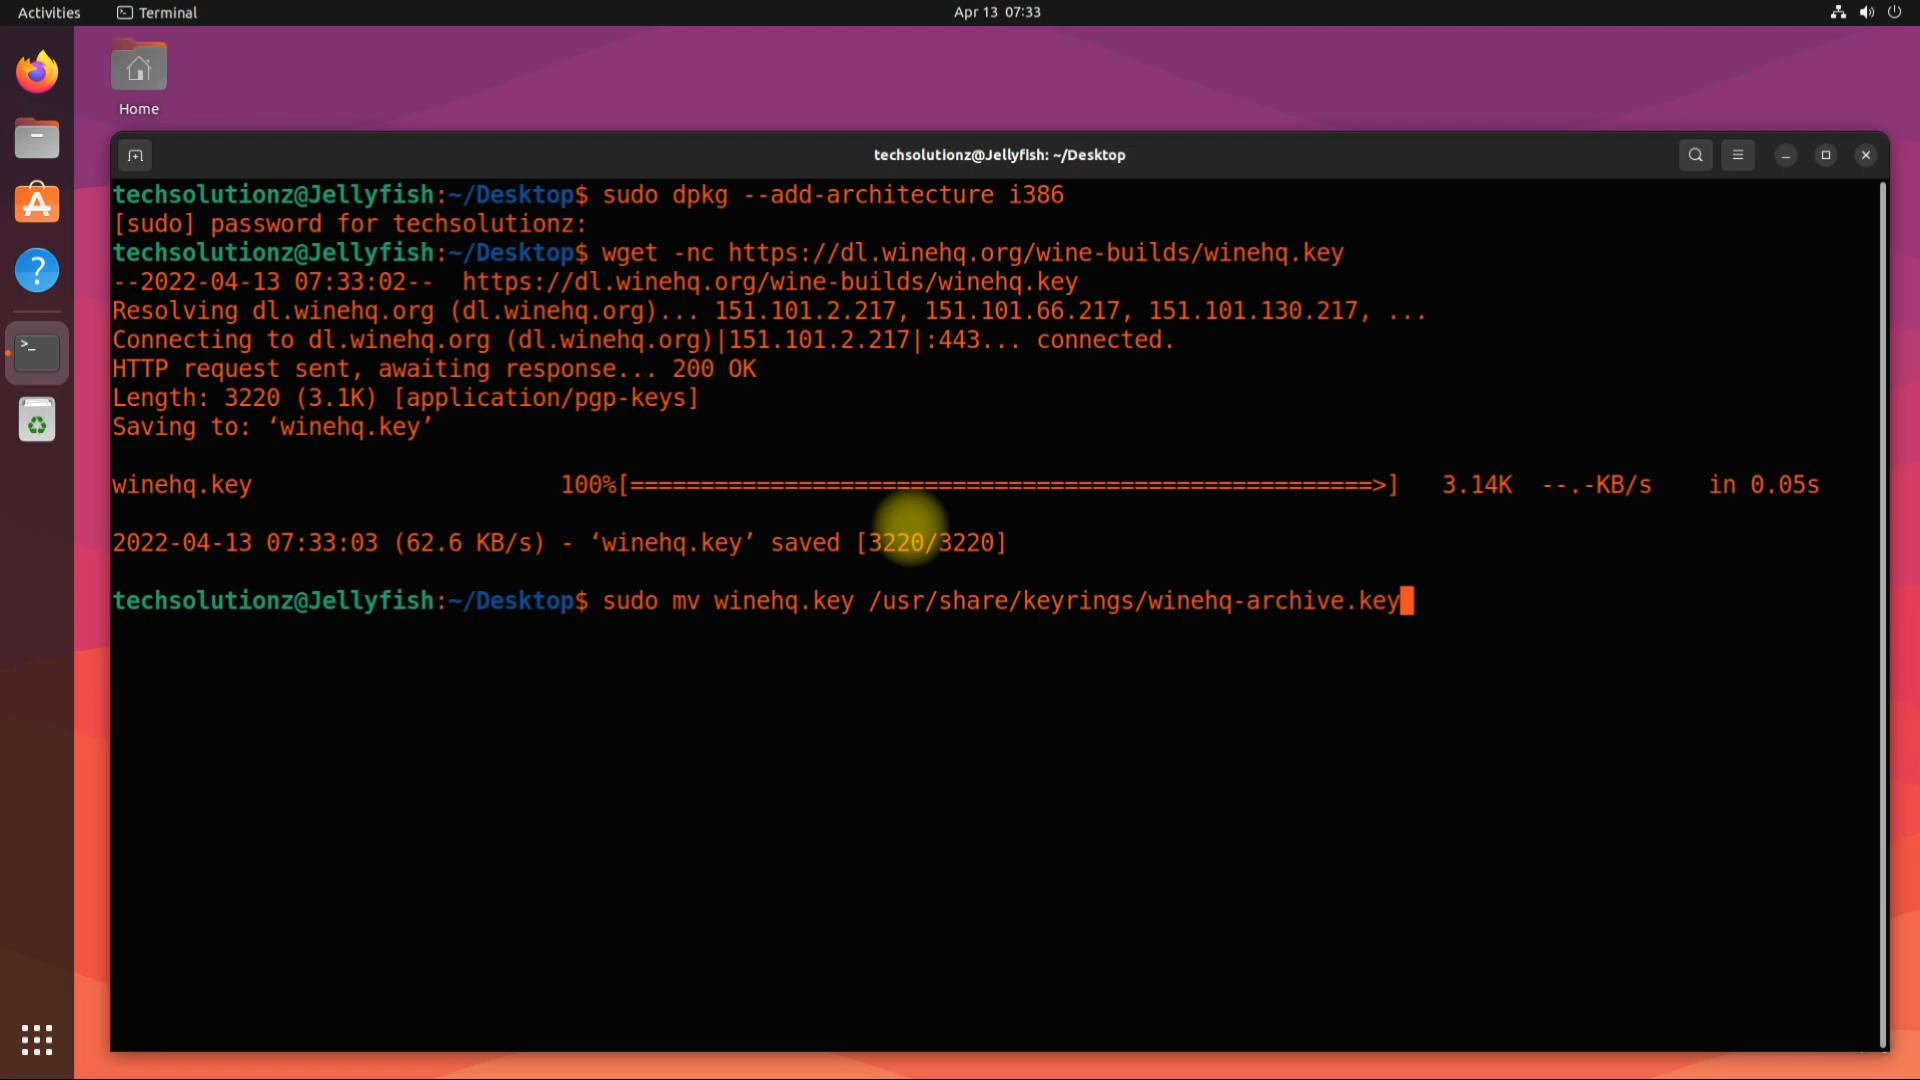 Activities
Terminal
Apr 13 07:33
Home
techsolutionz@Jellyfish: ~/Desktop
techsolutionz@Jellyfish:~/Desktop$ sudo dpkg --add-architecture i386
[sudo] password for techsolutionz:
techsolutionz@Jellyfish:~/Desktop$ wget -nc https://dl.winehq.org/wine-builds/winehq.key
--2022-04-13 07:33:02--  https://dl.winehq.org/wine-builds/winehq.key
Resolving dl.winehq.org (dl.winehq.org)... 151.101.2.217, 151.101.66.217, 151.101.130.217, ...
Connecting to dl.winehq.org (dl.winehq.org)|151.101.2.217|:443... connected.
HTTP request sent, awaiting response... 200 OK
Length: 3220 (3.1K) [application/pgp-keys]
Saving to: ‘winehq.key’
winehq.key 100%[=====================================================>] 3.14K --.-KB/s in 0.05s
2022-04-13 07:33:03 (62.6 KB/s) - ‘winehq.key’ saved [3220/3220]
techsolutionz@Jellyfish:~/Desktop$ sudo mv winehq.key /usr/share/keyrings/winehq-archive.key